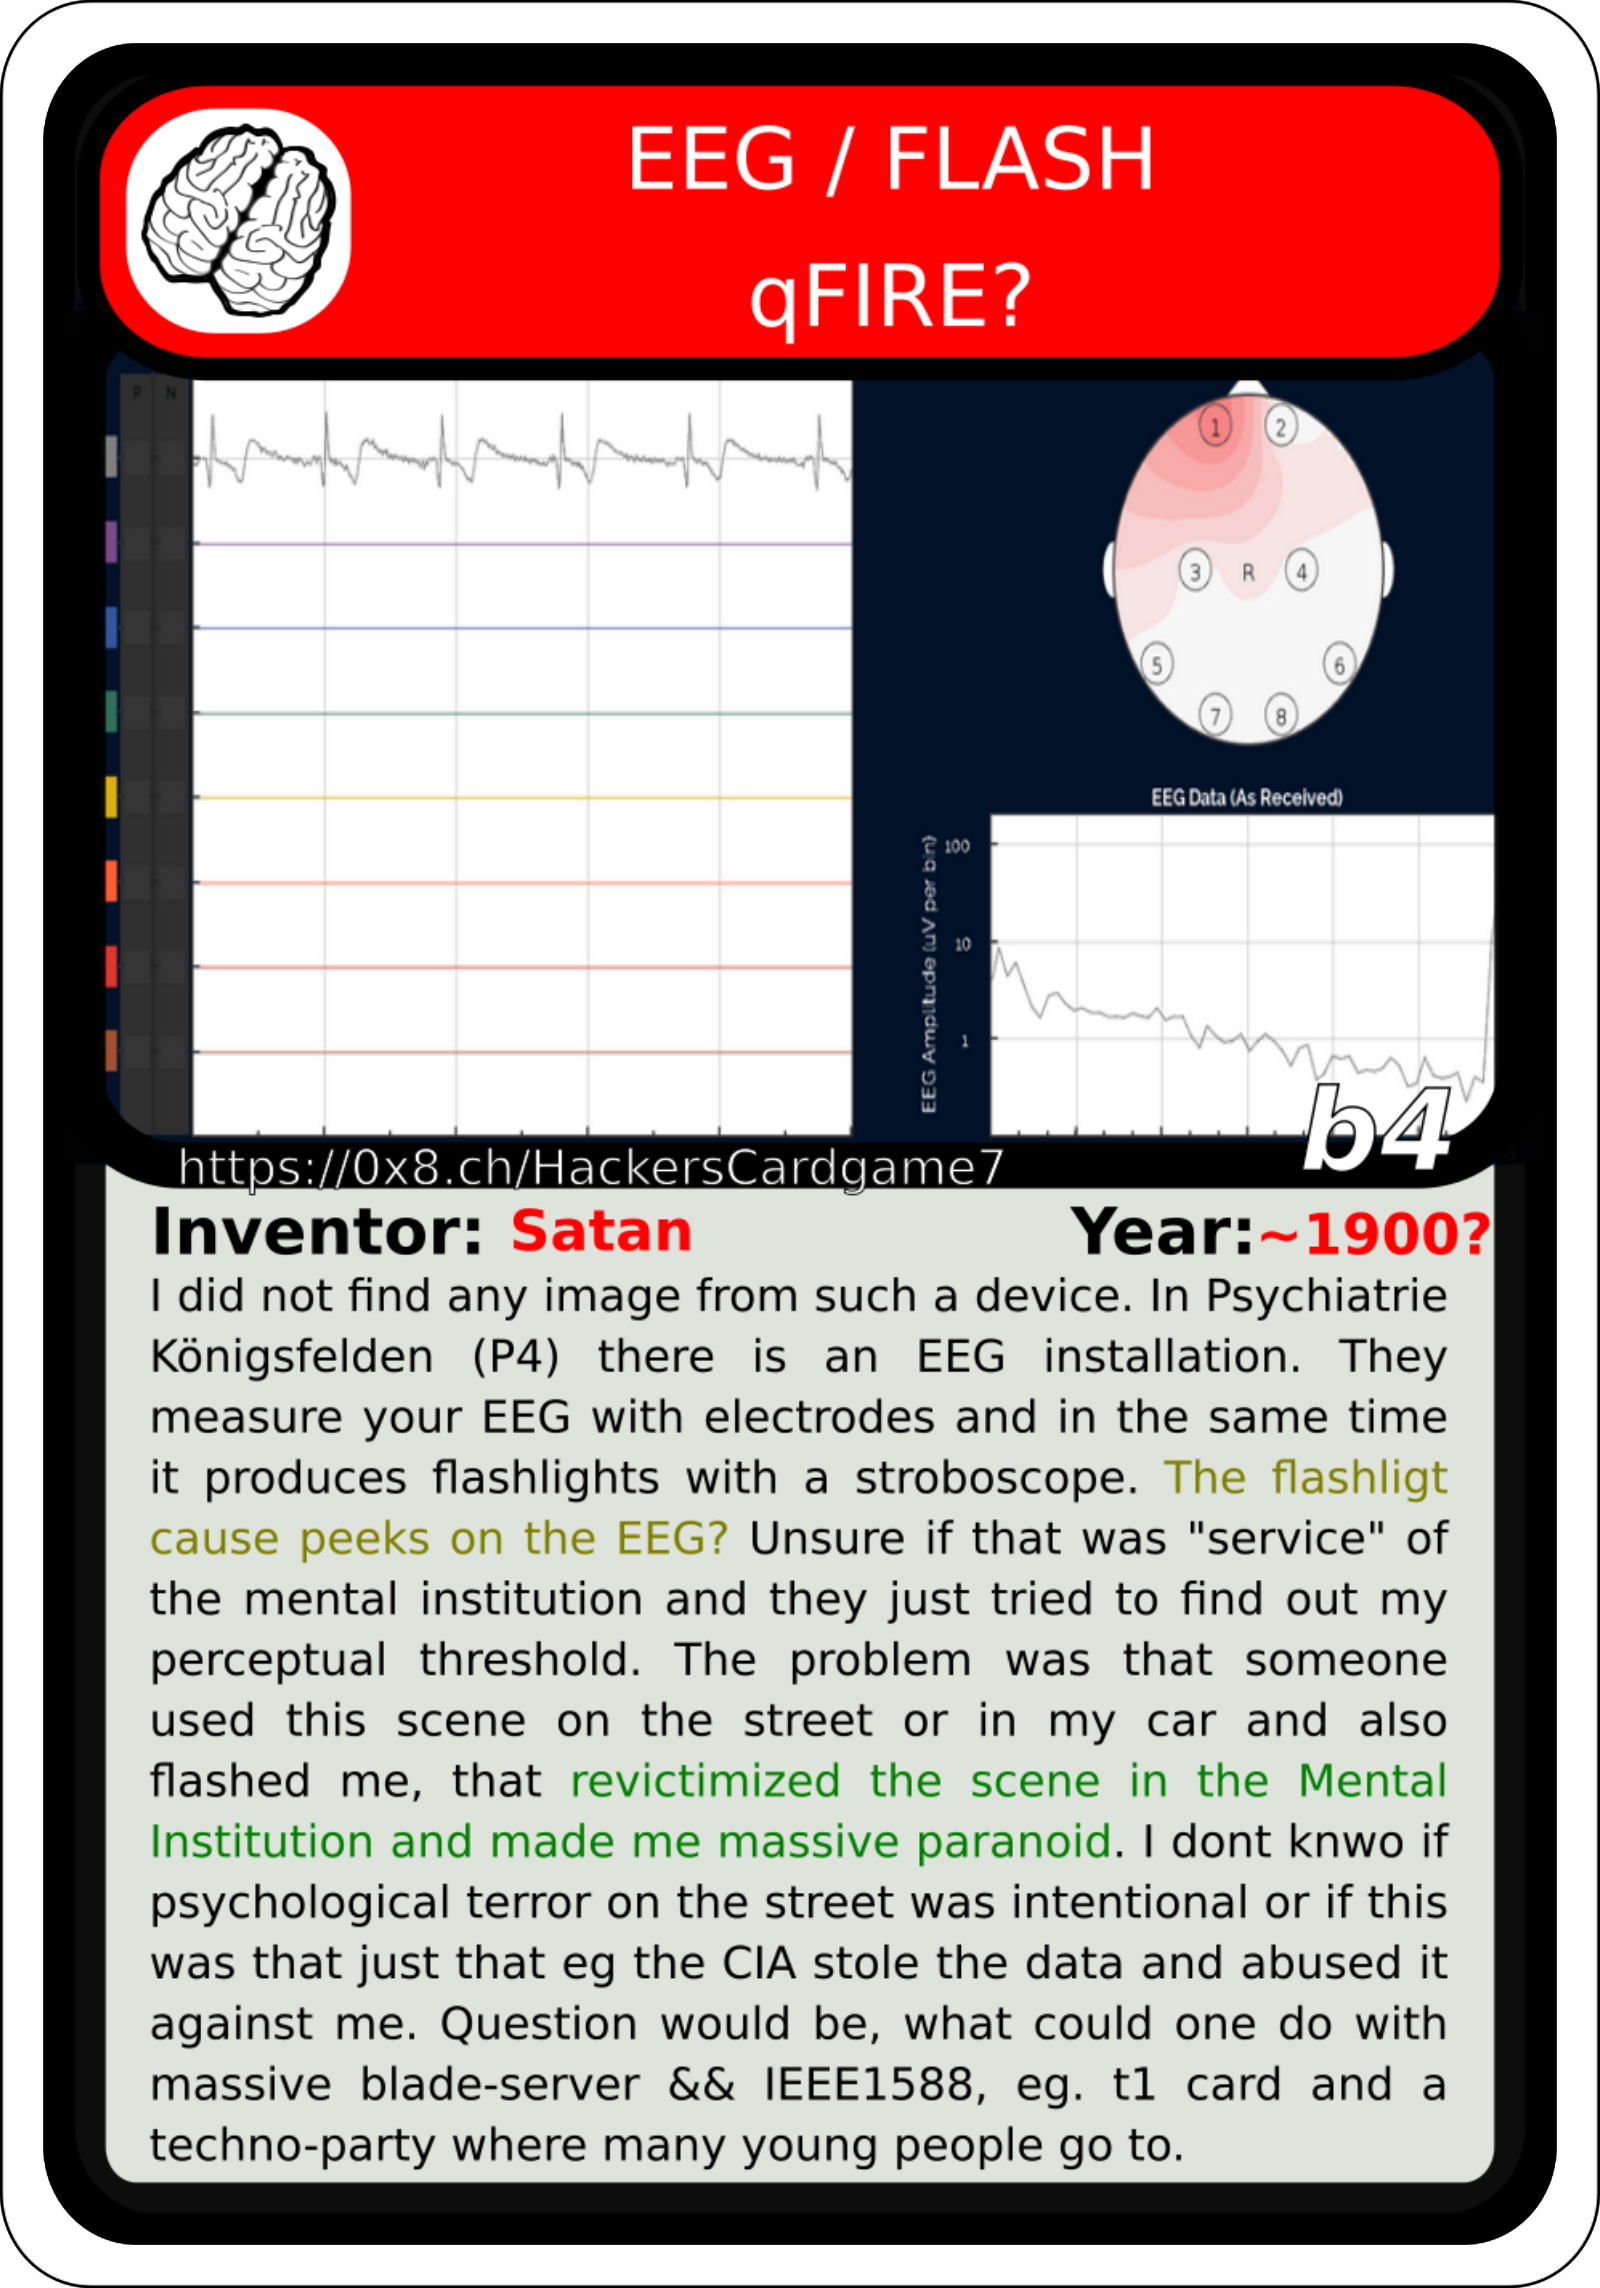 EEG / FLASH
qFIRE?
P N
1 2
3 R 4
5 6
7 8
EEG Data (As Received)
EEG Amplitude (uV per bin)
100
10
1
b4
https://0x8.ch/HackersCardgame7
Inventor: Satan Year:~1900?
I did not find any image from such a device. In Psychiatrie
Königsfelden (P4) there is an EEG installation. They
measure your EEG with electrodes and in the same time
it produces flashlights with a stroboscope. The flashligt
cause peeks on the EEG? Unsure if that was "service" of
the mental institution and they just tried to find out my
perceptual threshold. The problem was that someone
used this scene on the street or in my car and also
flashed me, that revictimized the scene in the Mental
Institution and made me massive paranoid. I dont knwo if
psychological terror on the street was intentional or if this
was that just that eg the CIA stole the data and abused it
against me. Question would be, what could one do with
massive blade-server && IEEE1588, eg. t1 card and a
techno-party where many young people go to.